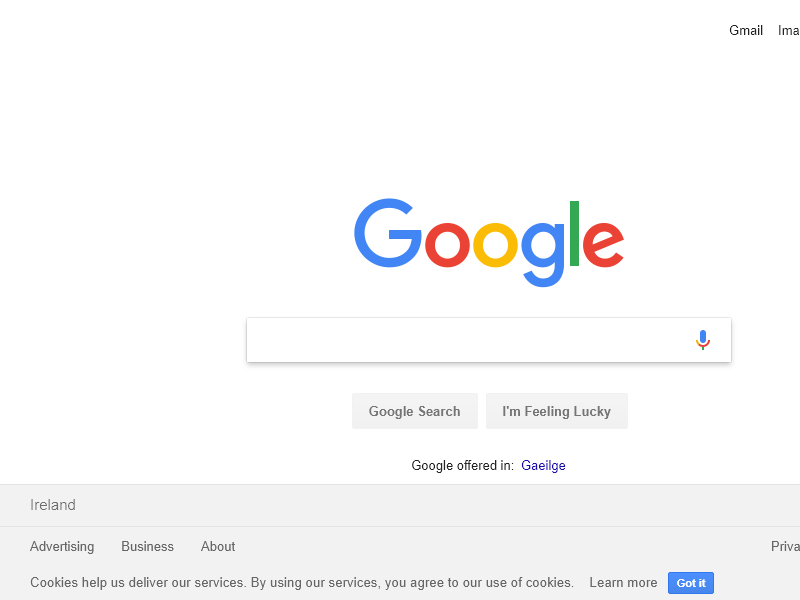 Gmail Ima
Google
Google Search I'm Feeling Lucky
Google offered in: Gaeilge
Ireland
Advertising Business About Priva
Cookies help us deliver our services. By using our services, you agree to our use of cookies. Learn more Got it